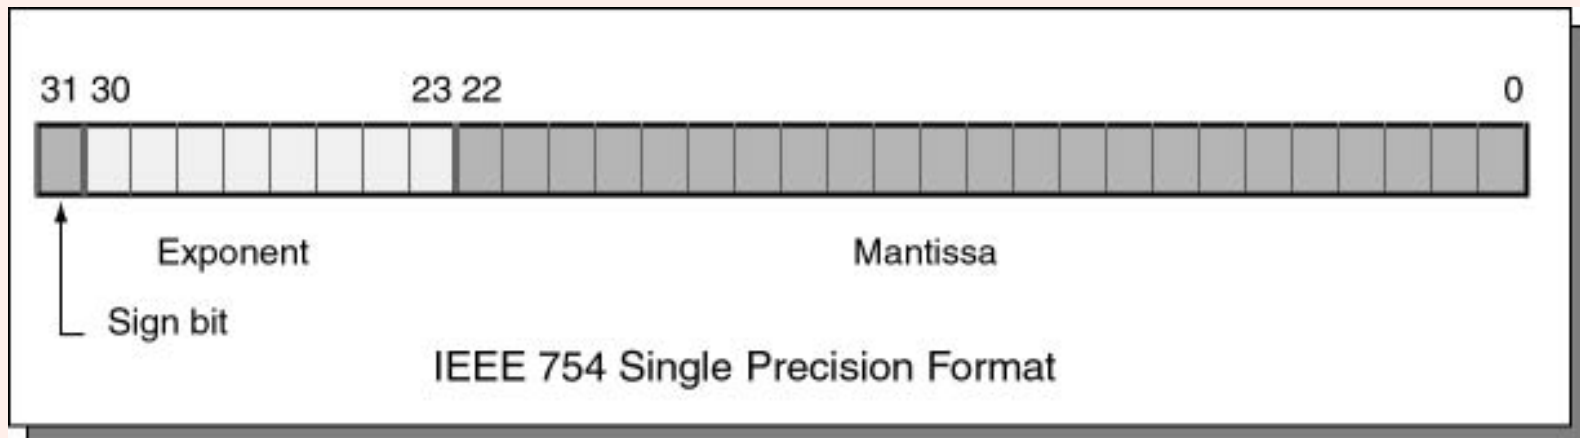 31 30 23 22 0
Exponent Mantissa
Sign bit
IEEE 754 Single Precision Format